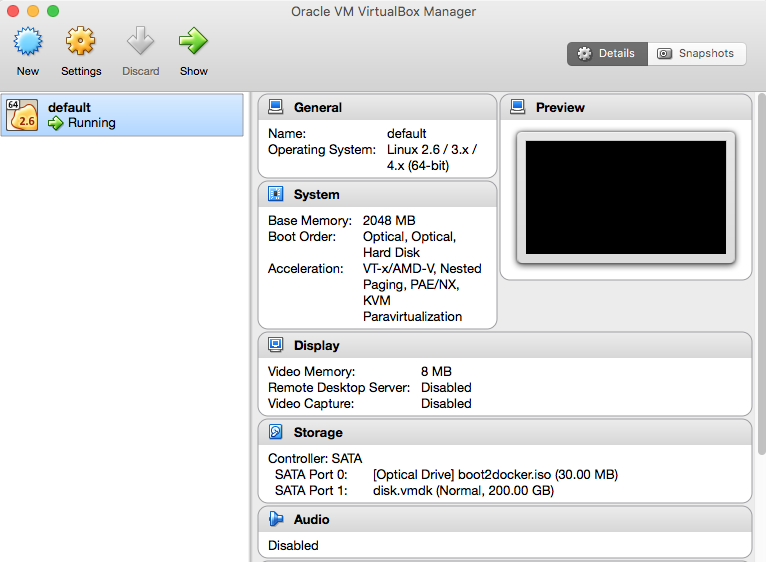 Oracle VM VirtualBox Manager
New
Settings
Discard
Show
Details
Snapshots
64
2.6
default
Running
General
Name: default
Operating System: Linux 2.6 / 3.x /
4.x (64-bit)
Preview
System
Base Memory: 2048 MB
Boot Order: Optical, Optical,
Hard Disk
Acceleration: VT-x/AMD-V, Nested
Paging, PAE/NX,
KVM
Paravirtualization
Display
Video Memory: 8 MB
Remote Desktop Server: Disabled
Video Capture: Disabled
Storage
Controller: SATA
SATA Port 0: [Optical Drive] boot2docker.iso (30.00 MB)
SATA Port 1: disk.vmdk (Normal, 200.00 GB)
Audio
Disabled